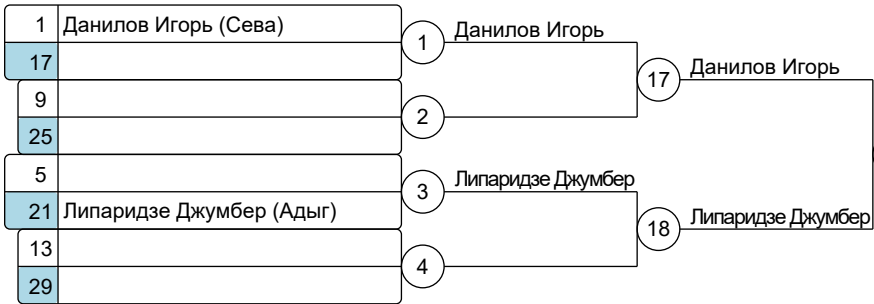 1 Данилов Игорь (Сева)
1 Данилов Игорь
17
17 Данилов Игорь
9
2
25
5
3 Липаридзе Джумбер
21 Липаридзе Джумбер (Адыг)
18 Липаридзе Джумбер
13
4
29